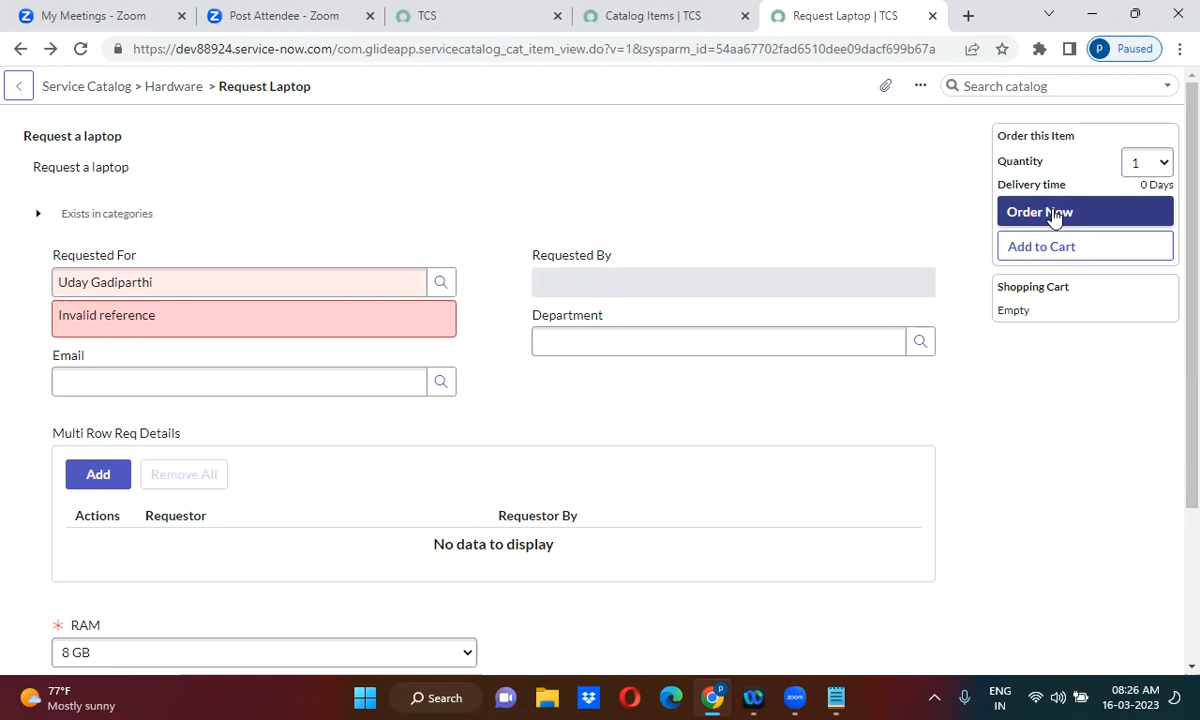 My Meetings - Zoom
Post Attendee - Zoom
TCS
Catalog Items | TCS
Request Laptop | TCS
https://dev88924.service-now.com/com.glideapp.servicecatalog_cat_item_view.do?v=1&sysparm_id=54aa67702fad6510dee09dacf699b67a
P Paused
Service Catalog > Hardware > Request Laptop
Search catalog
Request a laptop
Request a laptop
Exists in categories
Order this Item
Quantity 1
Delivery time 0 Days
Order Now
Add to Cart
Shopping Cart
Empty
Requested For
Uday Gadiparthi
Invalid reference
Requested By
Department
Email
Multi Row Req Details
Add Remove All
Actions Requestor Requestor By
No data to display
RAM
8 GB
77°F
Mostly sunny
Search
ENG
IN
08:26 AM
16-03-2023